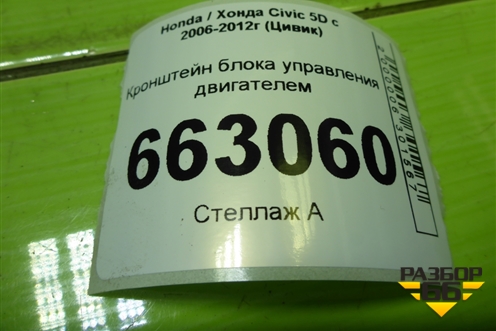 Honda / Хонда Civic 5D с
2006-2012г (Цивик)
Кронштейн блока управления
двигателем
663060
Стеллаж А
РАЗБОР
66